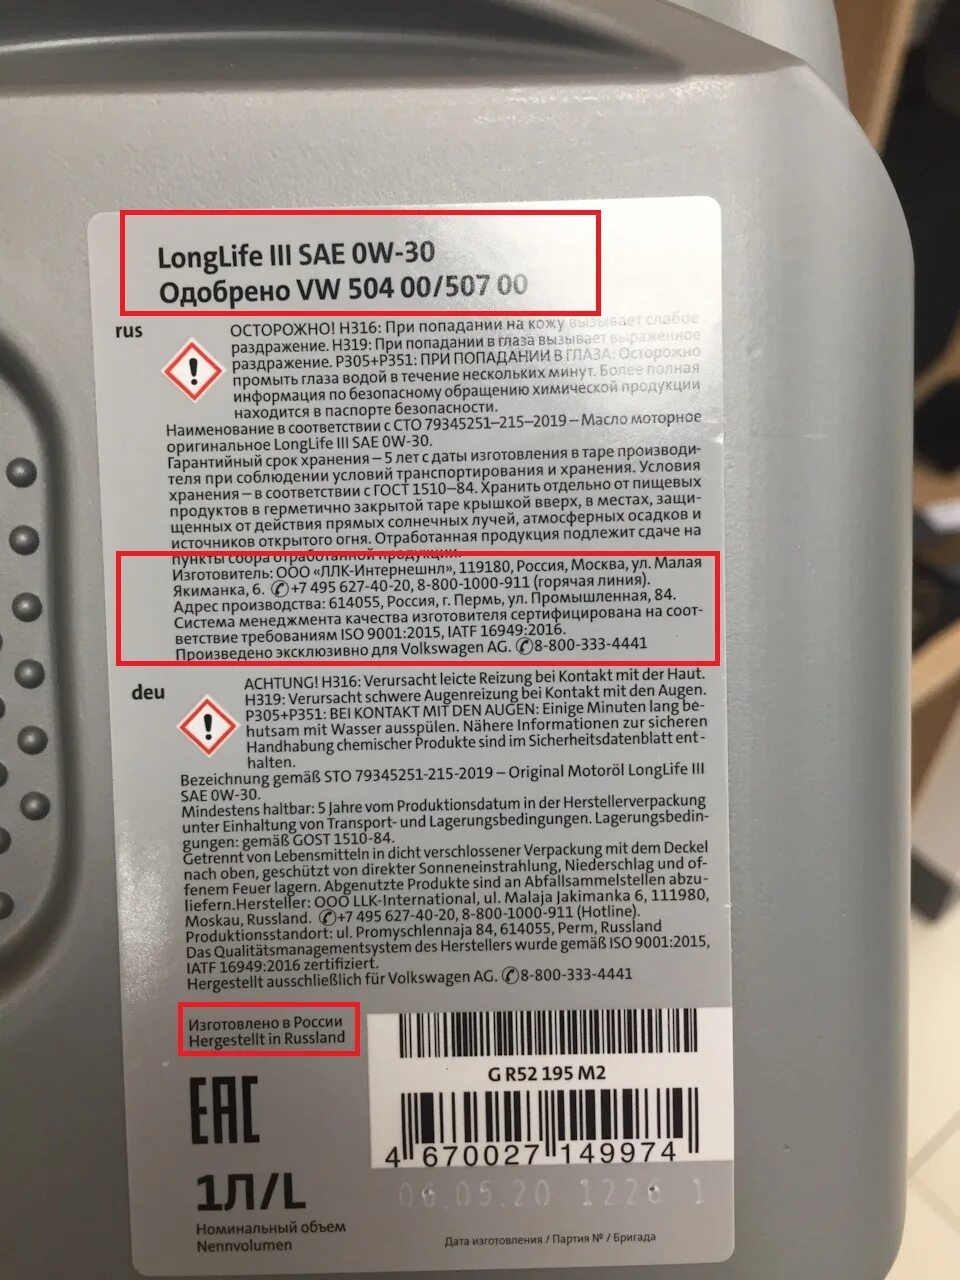 LongLife III SAE 0W-30
Одобрено VW 504 00/507 00
rus
ОСТОРОЖНО! H316: При попадании на кожу вызывает слабое
раздражение. H319: При попадании в глаза вызывает выраженное
раздражение. P305+P351: ПРИ ПОПАДАНИИ В ГЛАЗА: Осторожно
промыть глаза водой в течение нескольких минут. Более полная
информация по безопасному обращению химической продукции
находится в паспорте безопасности.
Наименование в соответствии с СТО 79345251–215–2019 – Масло моторное
оригинальное LongLife III SAE 0W-30.
Гарантийный срок хранения – 5 лет с даты изготовления в таре производи-
теля при соблюдении условий транспортирования и хранения. Условия
хранения – в соответствии с ГОСТ 1510–84. Хранить отдельно от пищевых
продуктов в герметично закрытой таре крышкой вверх, в местах, защи-
щенных от действия прямых солнечных лучей, атмосферных осадков и
источников открытого огня. Отработанная продукция подлежит сдаче на
пункты сбора отработанной продукции.
Изготовитель: ООО «ЛЛК-Интернешнл», 119180, Россия, Москва, ул. Малая
Якиманка, 6. ✆+7 495 627-40-20, 8-800-1000-911 (горячая линия).
Адрес производства: 614055, Россия, г. Пермь, ул. Промышленная, 84.
Система менеджмента качества изготовителя сертифицирована на соот-
ветствие требованиям ISO 9001:2015, IATF 16949:2016.
Произведено эксклюзивно для Volkswagen AG. ✆8-800-333-4441
deu
ACHTUNG! H316: Verursacht leicte Reizung bei Kontakt mit der Haut.
H319: Verursacht schwere Augenreizung bei Kontakt mit den Augen.
P305+P351: BEI KONTAKT MIT DEN AUGEN: Einige Minuten lang be-
hutsam mit Wasser ausspülen. Nähere Informationen zur sicheren
Handhabung chemischer Produkte sind im Sicherheitsdatenblatt ent-
halten.
Bezeichnung gemäß STO 79345251-215-2019 – Original Motoröl LongLife III
SAE 0W-30.
Mindestens haltbar: 5 Jahre vom Produktionsdatum in der Herstellerverpackung
unter Einhaltung von Transport- und Lagerungsbedingungen. Lagerungsbedin-
gungen: gemäß GOST 1510-84.
Getrennt von Lebensmitteln in dicht verschlossener Verpackung mit dem Deckel
nach oben, geschützt von direkter Sonneneinstrahlung, Niederschlag und of-
fenem Feuer lagern. Abgenutzte Produkte sind an Abfallsammelstellen abzu-
liefern.Hersteller: OOO LLK-International, ul. Malaja Jakimanka 6, 111980,
Moskau, Russland. ✆+7 495 627-40-20, 8-800-1000-911 (Hotline).
Produktionsstandort: ul. Promyschlennaja 84, 614055, Perm, Russland
Das Qualitätsmanagementsystem des Herstellers wurde gemäß ISO 9001:2015,
IATF 16949:2016 zertifiziert.
Hergestellt ausschließlich für Volkswagen AG. ✆8-800-333-4441
Изготовлено в России
Hergestellt in Russland
G R52 195 M2
EAC
4 670027 149974
1Л/L
06.05.20 1226 1
Номинальный объем
Nennvolumen
Дата изготовления / Партия № / Бригада